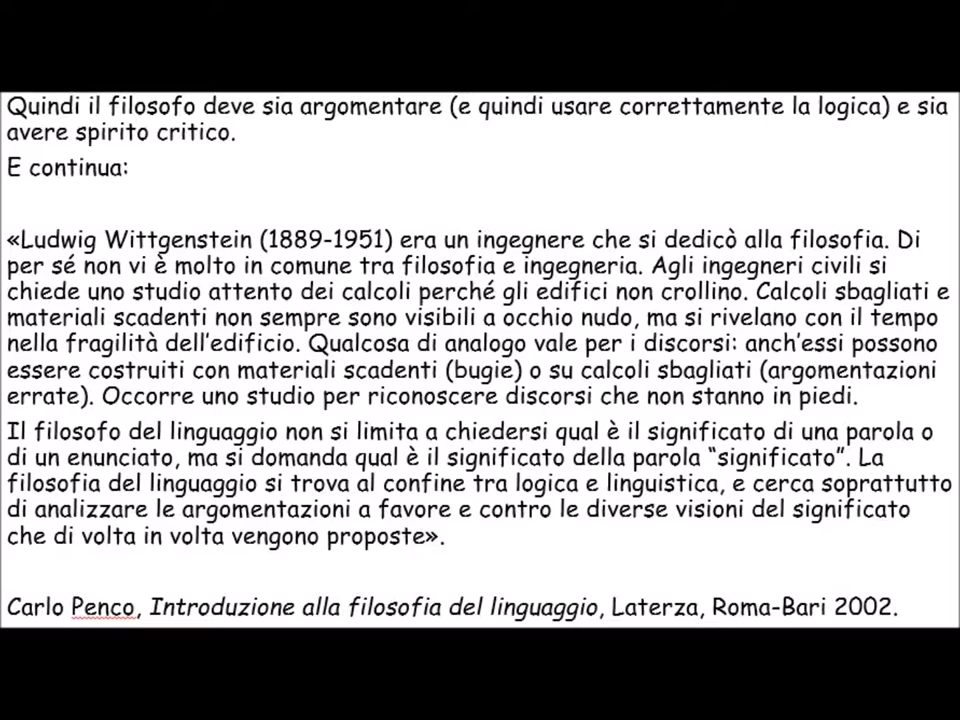 Quindi il filosofo deve sia argomentare (e quindi usare correttamente la logica) e sia
avere spirito critico.
E continua:
«Ludwig Wittgenstein (1889-1951) era un ingegnere che si dedicò alla filosofia. Di
per sé non vi è molto in comune tra filosofia e ingegneria. Agli ingegneri civili si
chiede uno studio attento dei calcoli perché gli edifici non crollino. Calcoli sbagliati e
materiali scadenti non sempre sono visibili a occhio nudo, ma si rivelano con il tempo
nella fragilità dell'edificio. Qualcosa di analogo vale per i discorsi: anch'essi possono
essere costruiti con materiali scadenti (bugie) o su calcoli sbagliati (argomentazioni
errate). Occorre uno studio per riconoscere discorsi che non stanno in piedi.
Il filosofo del linguaggio non si limita a chiedersi qual è il significato di una parola o
di un enunciato, ma si domanda qual è il significato della parola “significato”. La
filosofia del linguaggio si trova al confine tra logica e linguistica, e cerca soprattutto
di analizzare le argomentazioni a favore e contro le diverse visioni del significato
che di volta in volta vengono proposte».
Carlo Penco, Introduzione alla filosofia del linguaggio, Laterza, Roma-Bari 2002.